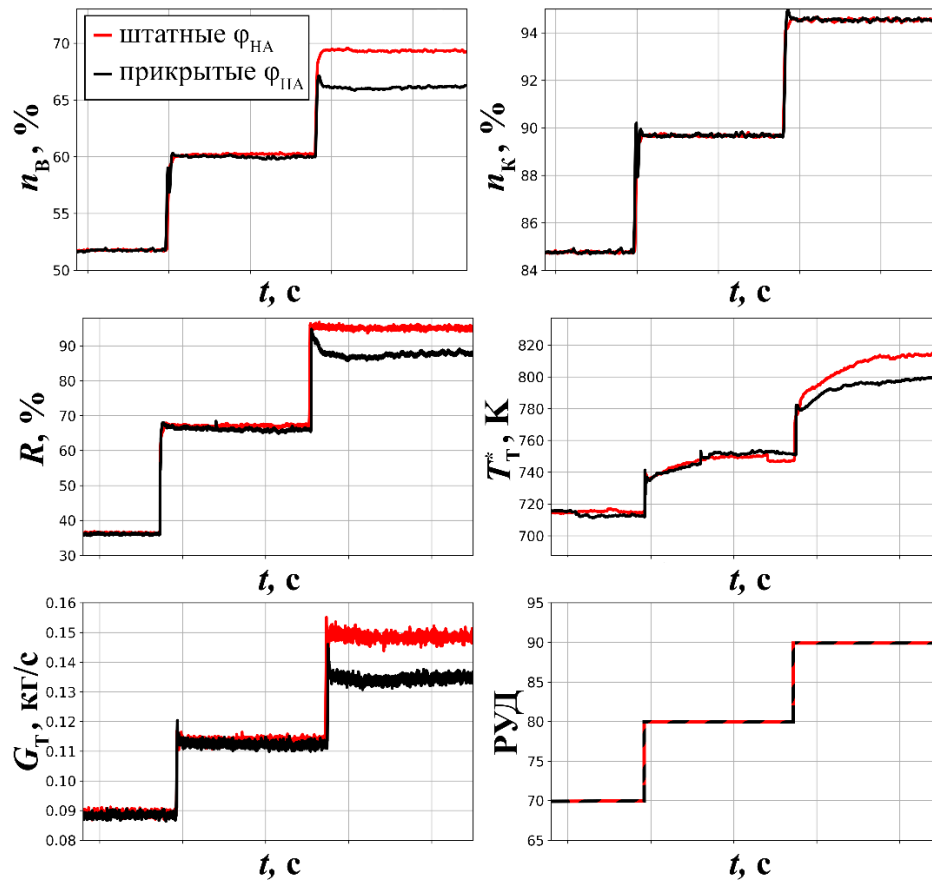 штатные φНА
прикрытые φНА
70
65
60
55
50
nВ, %
t, с
94
92
90
88
86
84
nК, %
t, с
90
80
70
60
50
40
30
R, %
t, с
820
800
780
760
740
720
700
T*Т, К
t, с
0.16
0.15
0.14
0.13
0.12
0.11
0.10
0.09
0.08
GТ, кг/с
t, с
95
90
85
80
75
70
65
РУД
t, с